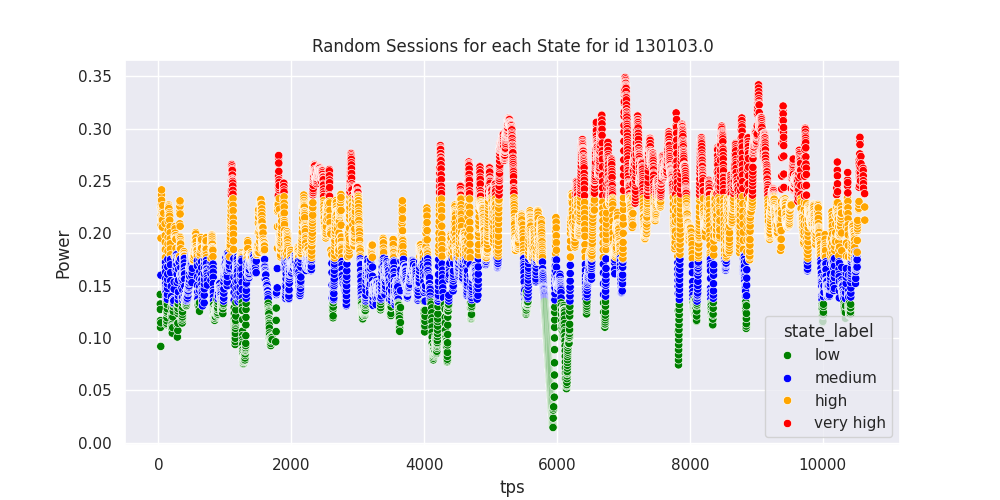 Random Sessions for each State for id 130103.0
0.35
0.30
0.25
0.20
0.15
0.10
0.05
0.00
Power
0
2000
4000
6000
8000
10000
tps
state_label
low
medium
high
very high